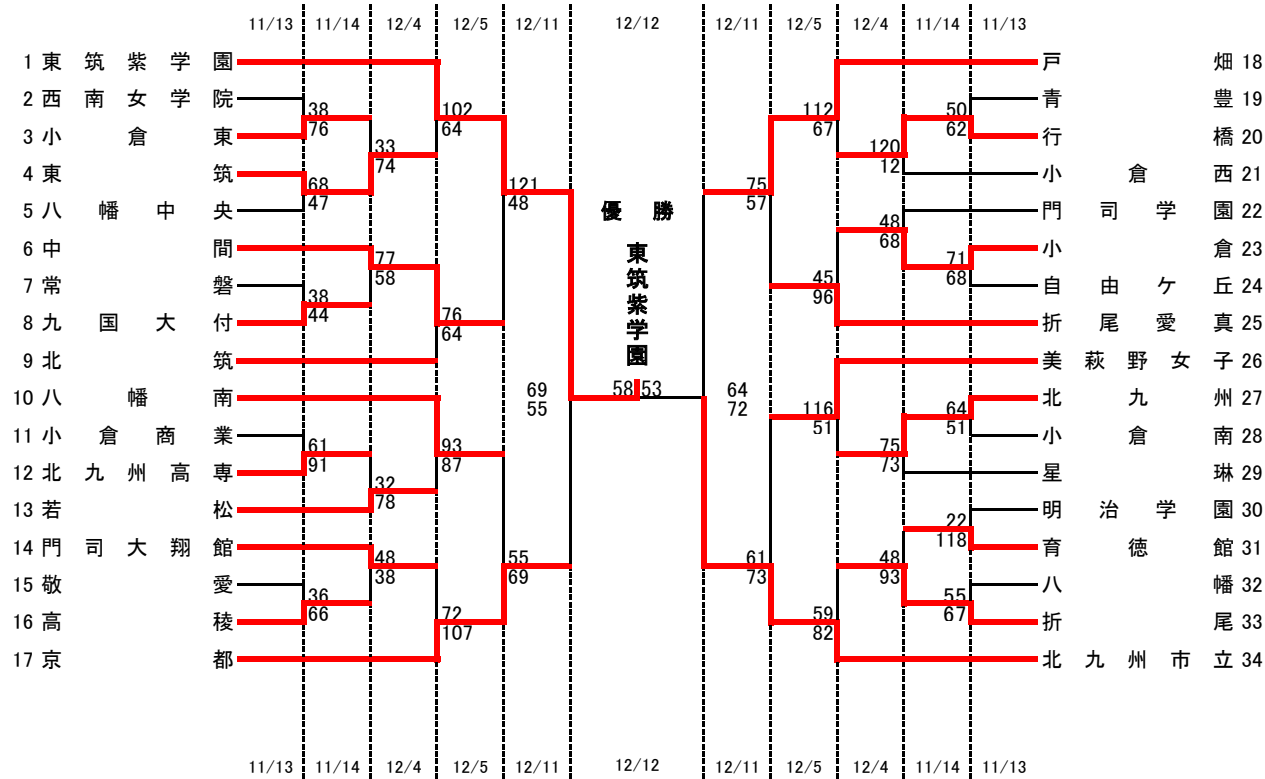 11/13 11/14 12/4 12/5 12/11 12/12 12/11 12/5 12/4 11/14 11/13
1 東筑紫学園 戸畑 18
2 西南女学院 青豊 19
38 102 112 50
3 小倉東 行橋 20
76 64 67 62
33 120
4 東筑 小倉西 21
74 12
68 121 75
5 八幡中央 門司学園 22
47 48 優勝 57
48
6 中間 小倉 23
68
77 71
7 常磐 自由ケ丘 24
58 45 68
38 96
8 九国大付 折尾愛真 25
44 76
64
東筑紫学園
9 北筑 美萩野女子 26
69 58 53 64
10 八幡南 北九州 27
55 72
116 64
11 小倉商業 小倉南 28
61 93 51 75 51
12 北九州高専 星琳 29
91 87 73
32
13 若松 明治学園 30
78 22
14 門司大翔館 育徳館 31
118
48 55 61 48
15 敬愛 八幡 32
38 69 73 93
36 72 59 55
16 高稜 折尾 33
66 107 82 67
17 京都 北九州市立 34
11/13 11/14 12/4 12/5 12/11 12/12 12/11 12/5 12/4 11/14 11/13